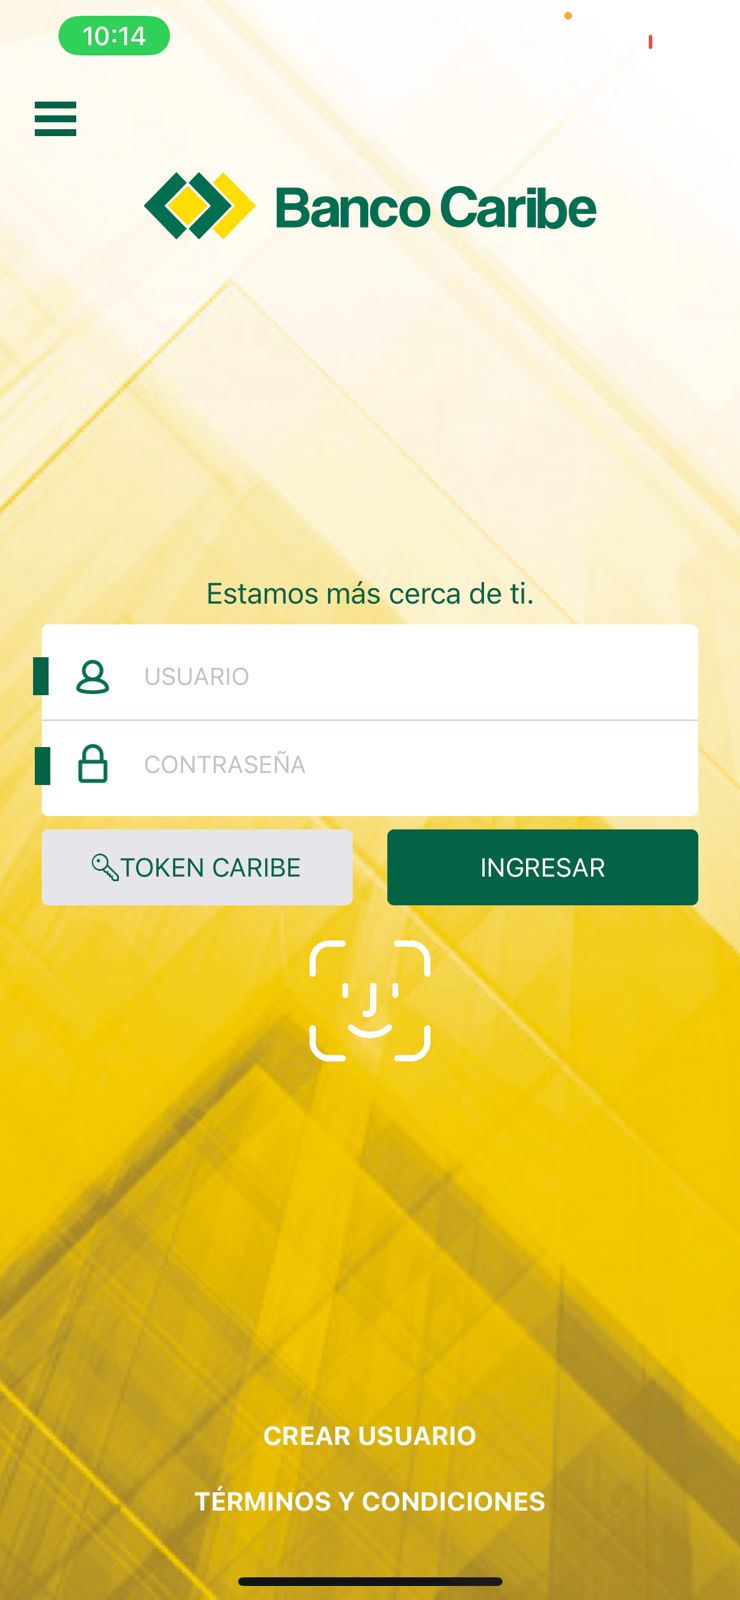 10:14
Banco Caribe
Estamos más cerca de ti.
USUARIO
CONTRASEÑA
TOKEN CARIBE
INGRESAR
CREAR USUARIO
TÉRMINOS Y CONDICIONES